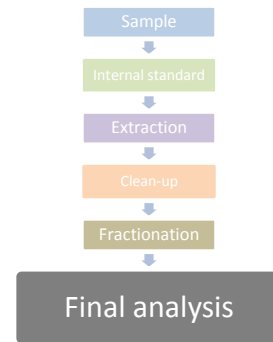 Sample
Internal standard
Extraction
Clean-up
Fractionation
Final analysis